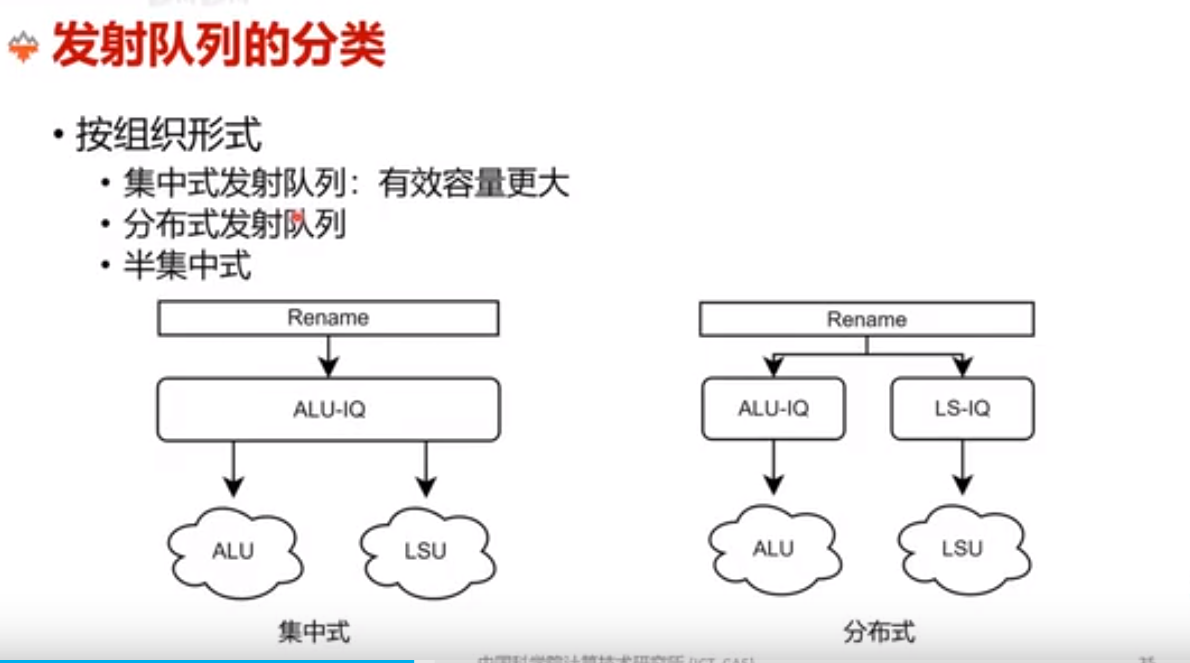 发射队列的分类
• 按组织形式
• 集中式发射队列：有效容量更大
• 分布式发射队列
• 半集中式
Rename
ALU-IQ
ALU
LSU
集中式
Rename
ALU-IQ
LS-IQ
ALU
LSU
分布式